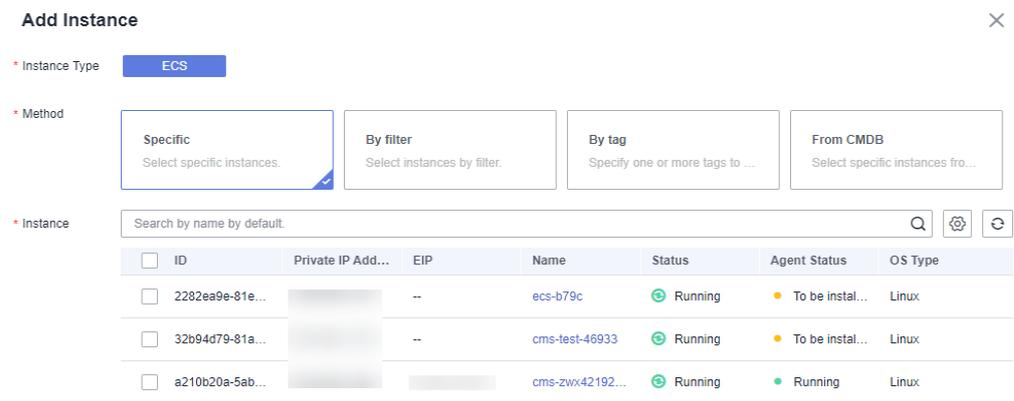 Add Instance
* Instance Type ECS
* Method
Specific By filter By tag From CMDB
Select specific instances. Select instances by filter. Specify one or more tags to ... Select specific instances fro...
* Instance Search by name by default.
ID Private IP Add... EIP Name Status Agent Status OS Type
2282ea9e-81e... -- ecs-b79c Running To be instal... Linux
32b94d79-81a... -- cms-test-46933 Running To be instal... Linux
a210b20a-5ab... cms-zwx42192... Running Running Linux